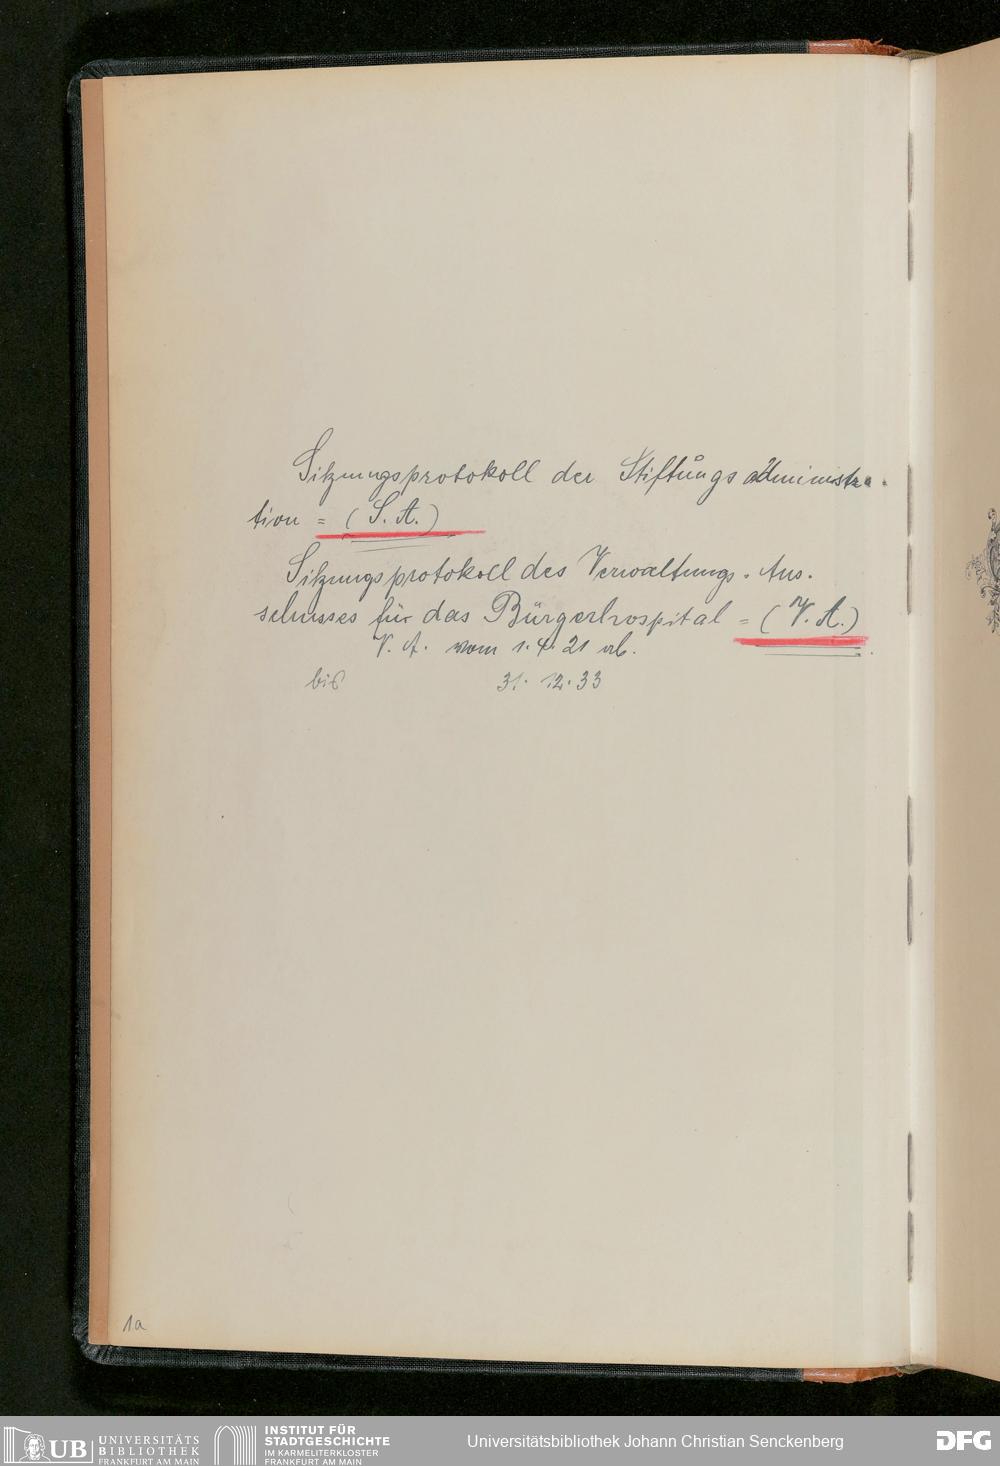 Sitzungsprotokoll der Stiftungsadministra-
tion = (S. A.)
Sitzungsprotokoll des Verwaltungs-Aus-
schusses für das Bürgerhospital = (V. A.)
V. A. vom 1.4.21 ab.
bis 31.12.33
1a
UB UNIVERSITÄTS
BIBLIOTHEK
FRANKFURT AM MAIN
INSTITUT FÜR
STADTGESCHICHTE
IM KARMELITERKLOSTER
FRANKFURT AM MAIN
Universitätsbibliothek Johann Christian Senckenberg
DFG